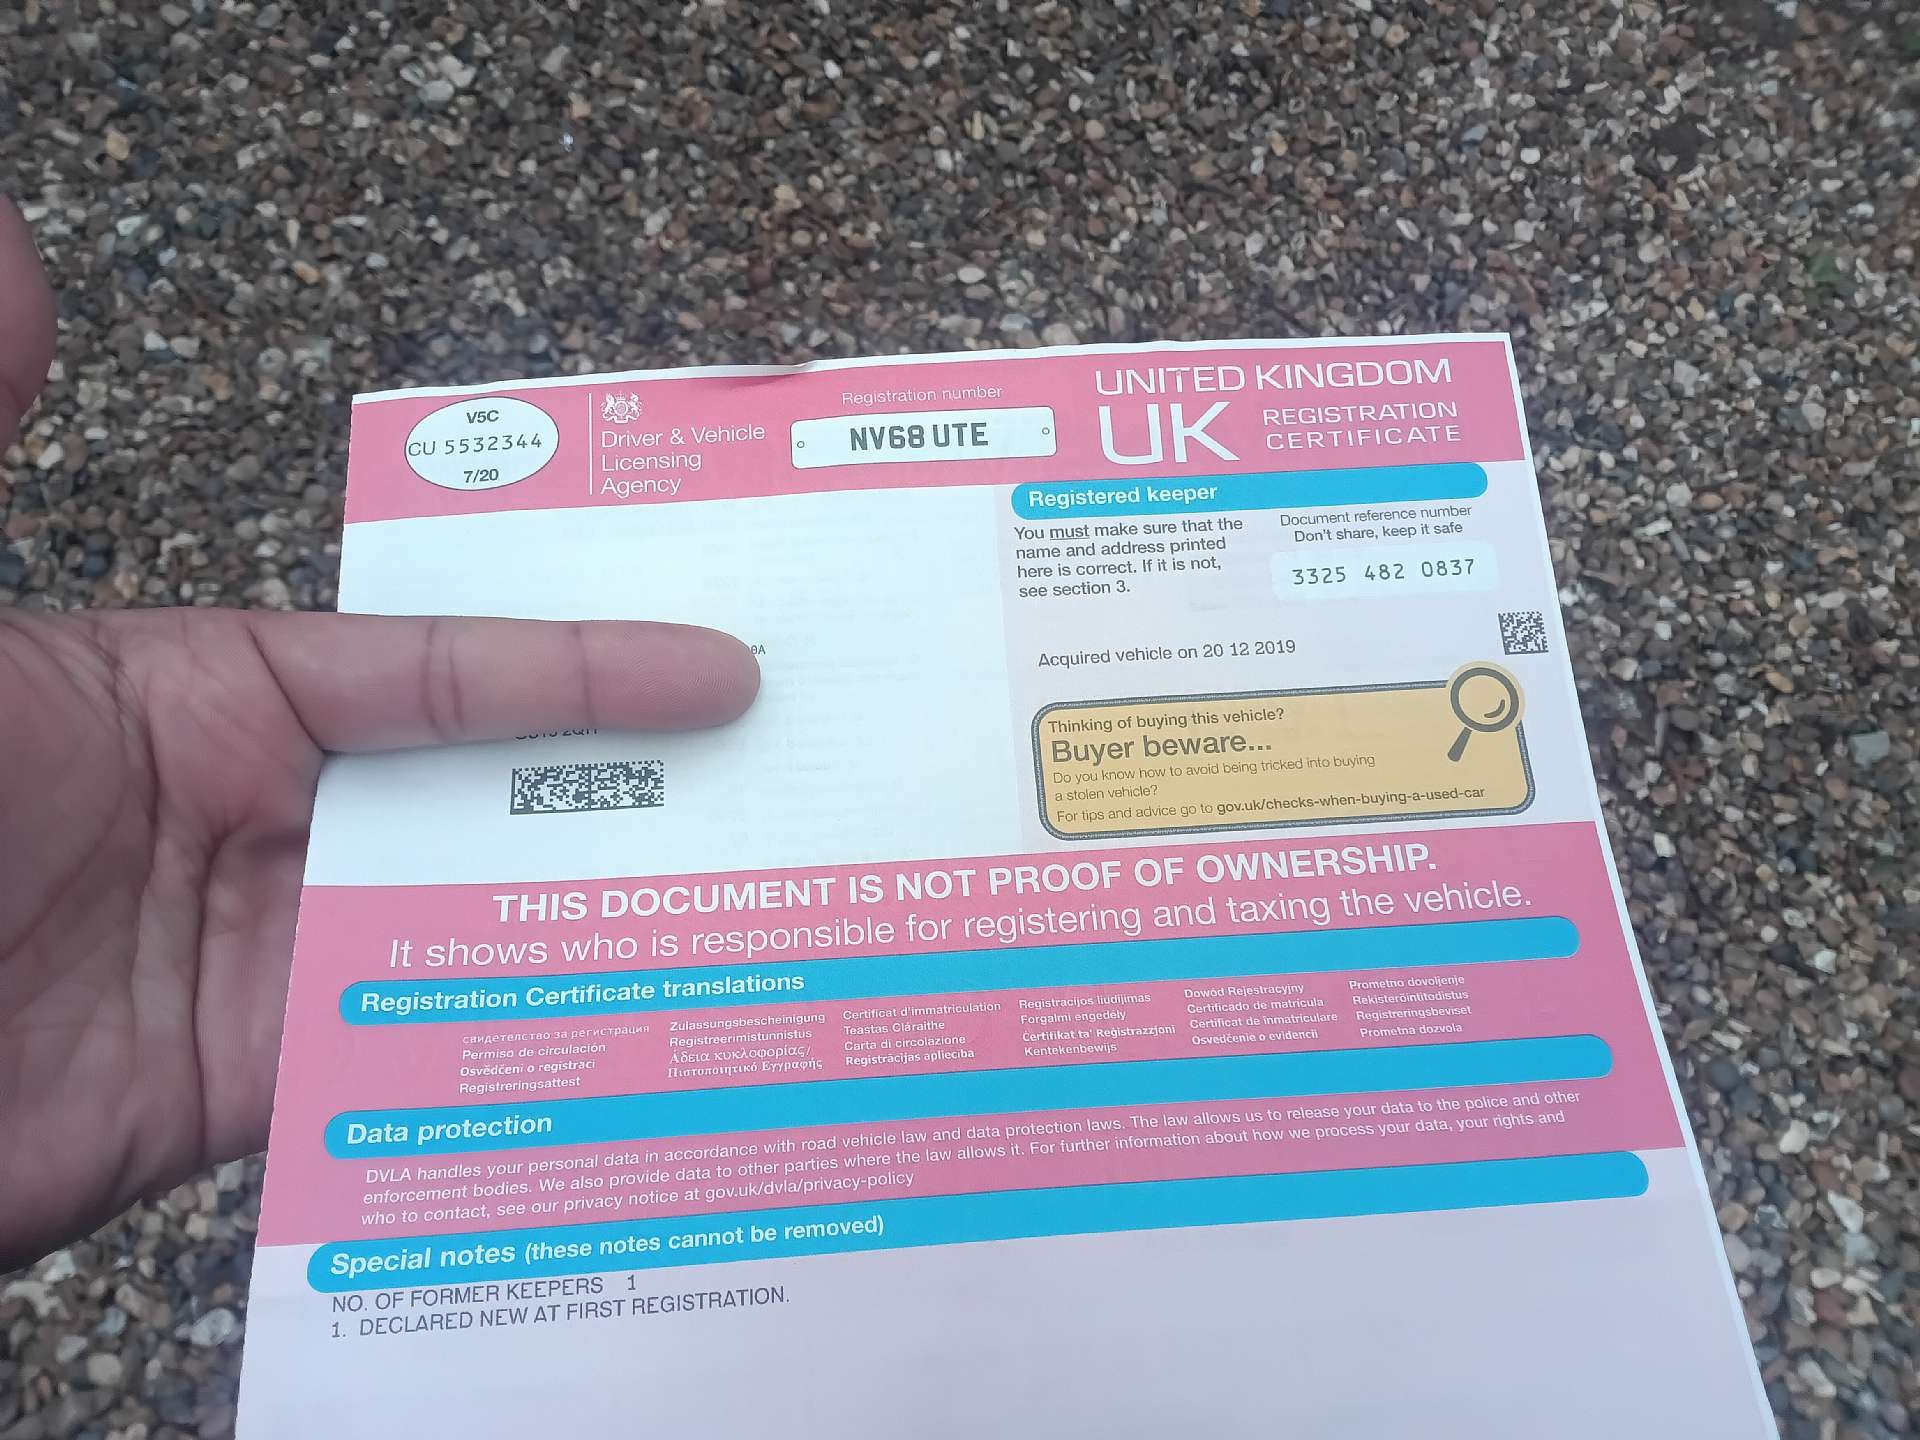 V5C
CU 5532344
7/20
Driver & Vehicle
Licensing
Agency
Registration number
NV68 UTE
UNITED KINGDOM
UK REGISTRATION
CERTIFICATE
Registered keeper
You must make sure that the
name and address printed
here is correct. If it is not,
see section 3.
Document reference number
Don't share, keep it safe
3325 482 0837
Acquired vehicle on 20 12 2019
Thinking of buying this vehicle?
Buyer beware...
Do you know how to avoid being tricked into buying
a stolen vehicle?
For tips and advice go to gov.uk/checks-when-buying-a-used-car
THIS DOCUMENT IS NOT PROOF OF OWNERSHIP.
It shows who is responsible for registering and taxing the vehicle.
Registration Certificate translations
свидетелство за регистрация
Permiso de circulación
Osvědčení o registraci
Registreringsattest
Zulassungsbescheinigung
Registreerimistunnistus
Άδεια κυκλοφορίας/
Πιστοποιητικό Εγγραφής
Certificat d'immatriculation
Teastas Cláraithe
Carta di circolazione
Reģistrācijas apliecība
Registracijos liudijimas
Forgalmi engedély
Ċertifikat ta' Reġistrazzjoni
Kentekenbewijs
Dowód Rejestracyjny
Certificado de matrícula
Certificat de înmatriculare
Osvedčenie o evidencii
Prometno dovoljenje
Rekisteröintitodistus
Registreringsbeviset
Prometna dozvola
Data protection
DVLA handles your personal data in accordance with road vehicle law and data protection laws. The law allows us to release your data to the police and other
enforcement bodies. We also provide data to other parties where the law allows it. For further information about how we process your data, your rights and
who to contact, see our privacy notice at gov.uk/dvla/privacy-policy
Special notes (these notes cannot be removed)
NO. OF FORMER KEEPERS 1
1. DECLARED NEW AT FIRST REGISTRATION.